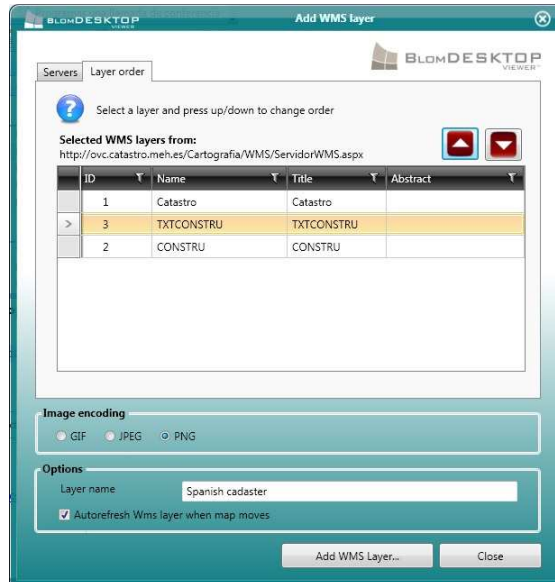 BLOMDESKTOP
VIEWER
Add WMS layer
BLOMDESKTOP
VIEWER
Servers
Layer order
?
Select a layer and press up/down to change order
Selected WMS layers from:
http://ovc.catastro.meh.es/Cartografia/WMS/ServidorWMS.aspx
ID Name Title Abstract
1 Catastro Catastro
> 3 TXTCONSTRU TXTCONSTRU
2 CONSTRU CONSTRU
Image encoding
GIF JPEG PNG
Options
Layer name Spanish cadaster
Autorefresh Wms layer when map moves
Add WMS Layer... Close